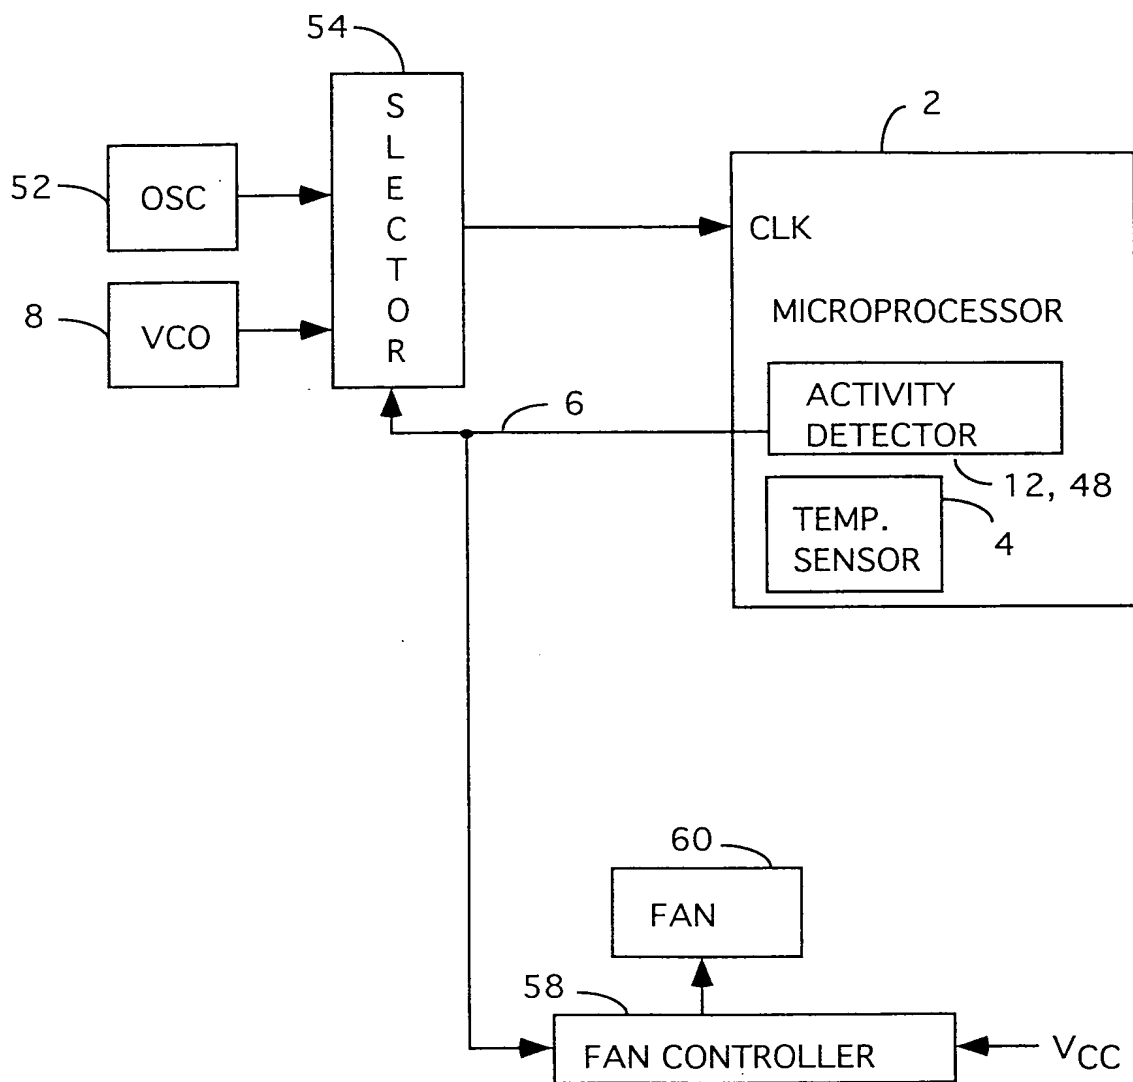 54
SLECTOR
2
52
OSC
CLK
8
VCO
MICROPROCESSOR
6
ACTIVITY
DETECTOR
12, 48
TEMP.
SENSOR
4
60
FAN
58
FAN CONTROLLER
VCC